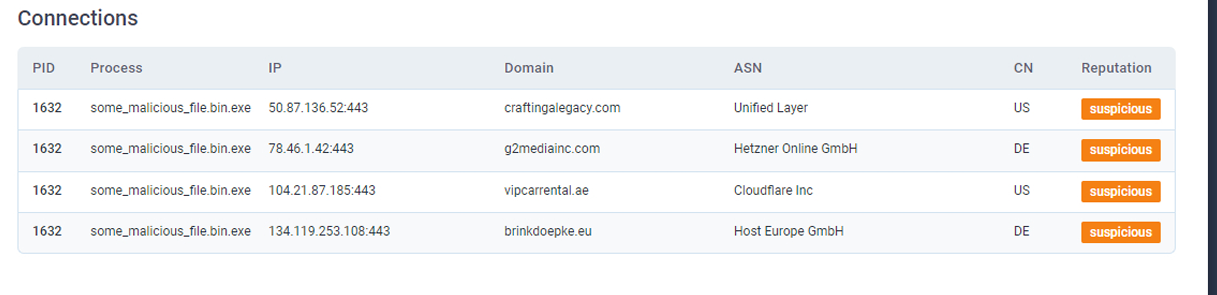 Connections
PID Process IP Domain ASN CN Reputation
1632 some_malicious_file.bin.exe 50.87.136.52:443 craftingalegacy.com Unified Layer US suspicious
1632 some_malicious_file.bin.exe 78.46.1.42:443 g2mediainc.com Hetzner Online GmbH DE suspicious
1632 some_malicious_file.bin.exe 104.21.87.185:443 vipcarrental.ae Cloudflare Inc US suspicious
1632 some_malicious_file.bin.exe 134.119.253.108:443 brinkdoepke.eu Host Europe GmbH DE suspicious